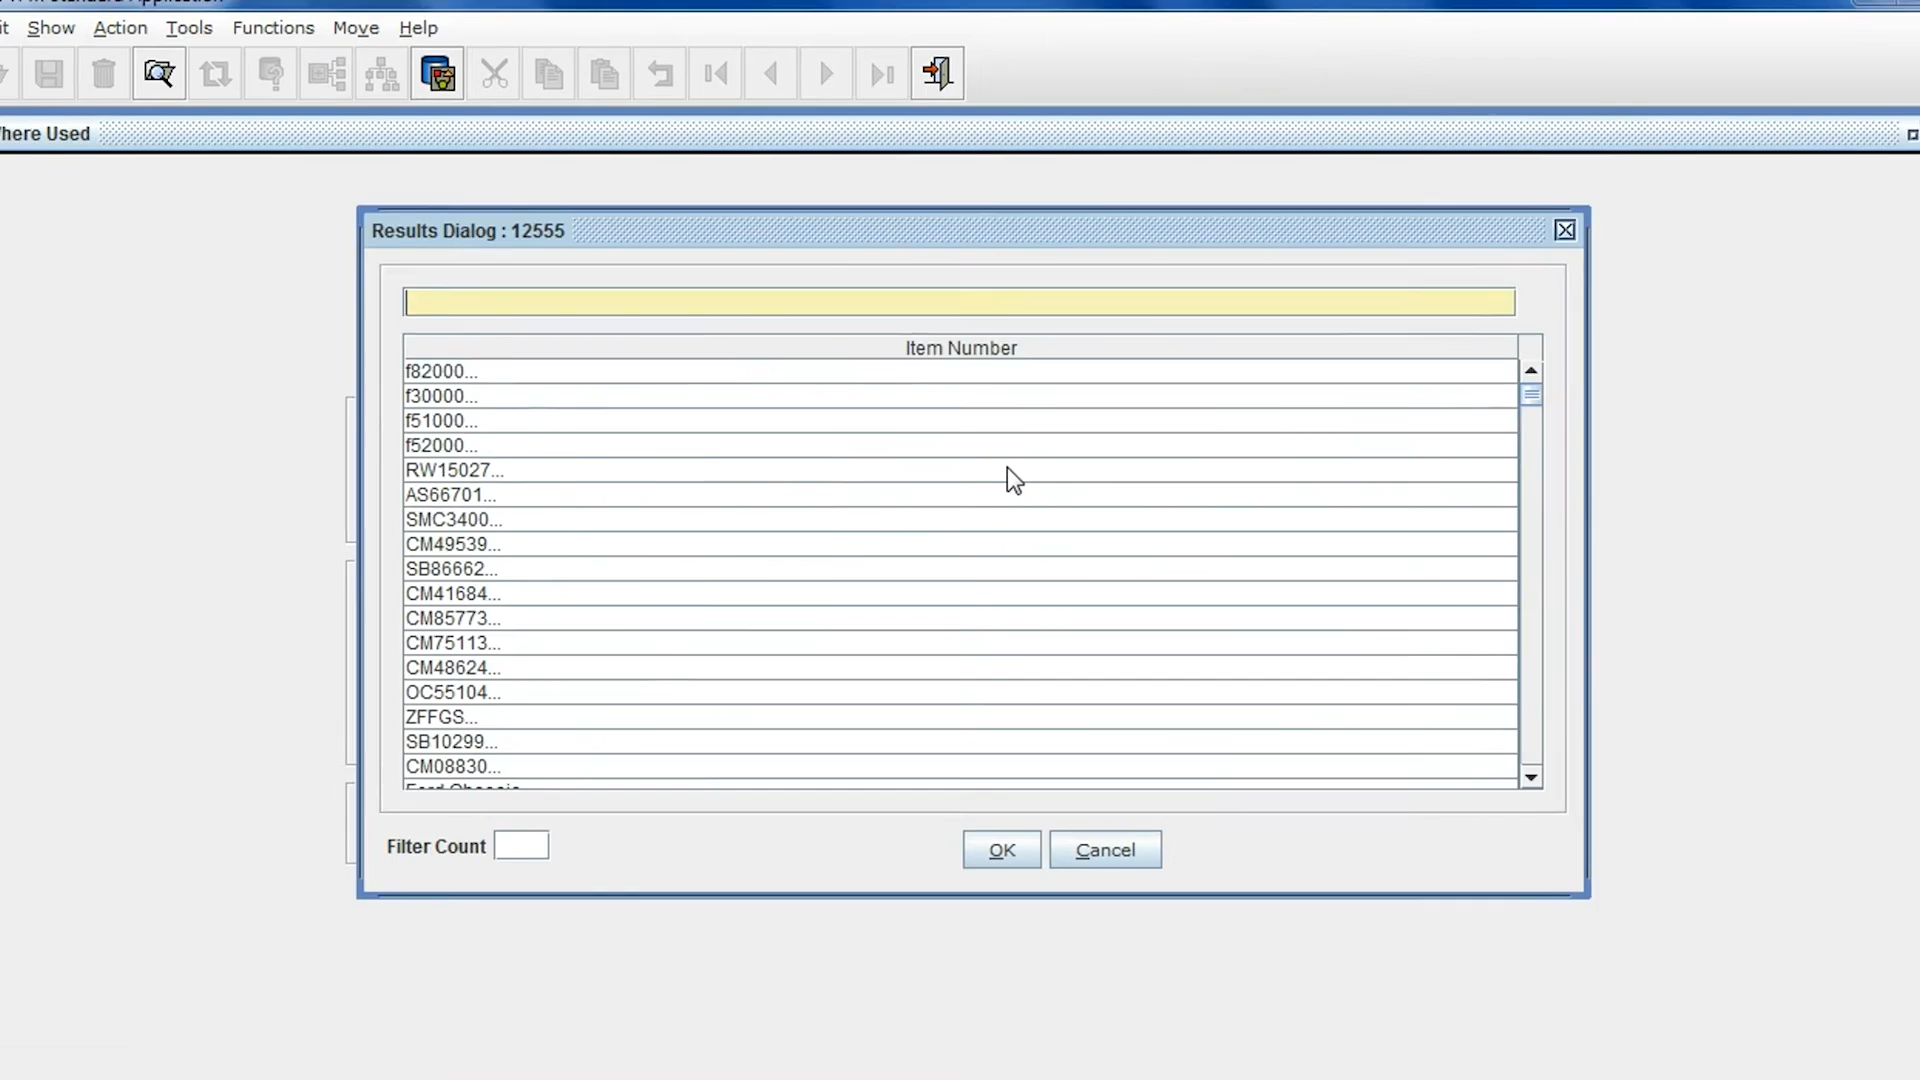 Show Action Tools Functions Move Help
Used
Results Dialog : 12555
Item Number
f82000...
f30000...
f51000...
f52000...
RW15027...
AS66701...
SMC3400...
CM49539...
SB86662...
CM41684...
CM85773...
CM75113...
CM48624...
OC55104...
ZFFGS...
SB10299...
CM08830...
Filter Count
OK Cancel